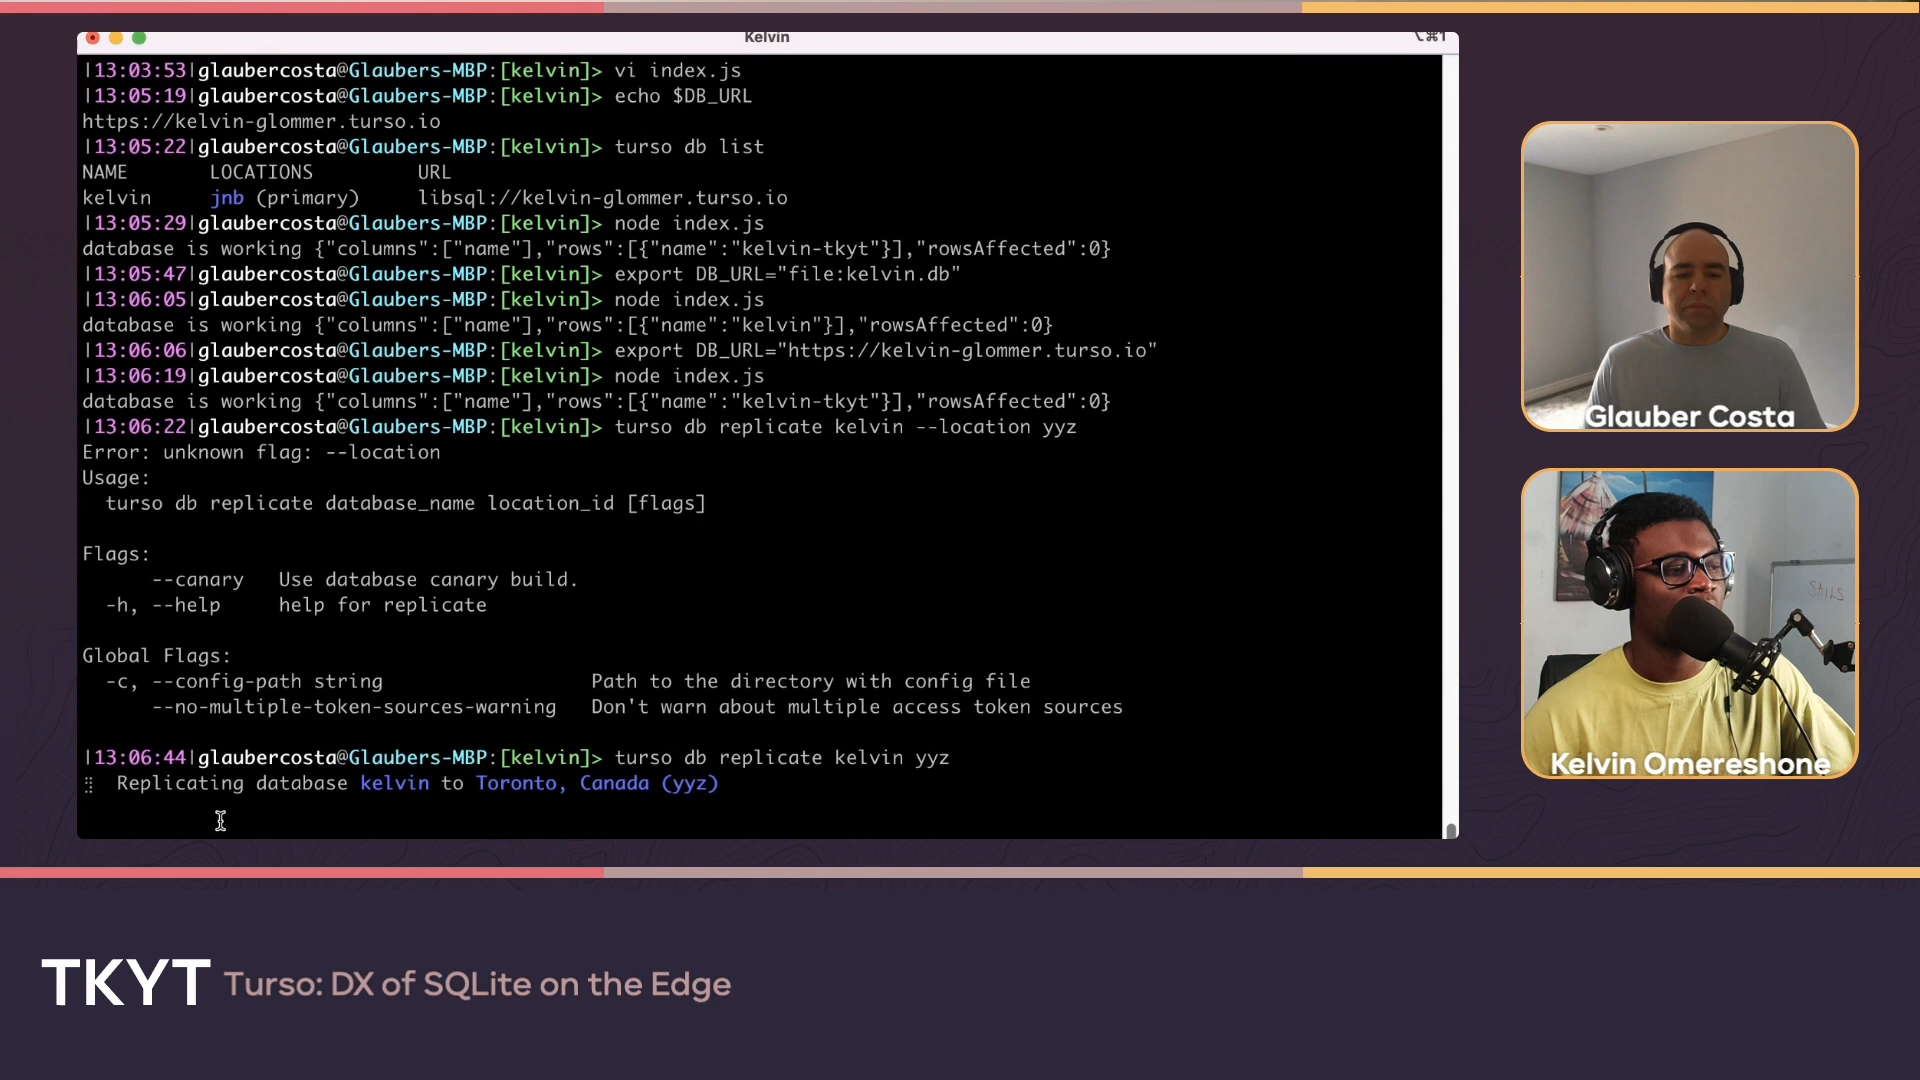 Kelvin
⌥⌘1
|13:03:53|glaubercosta@Glaubers-MBP:[kelvin]> vi index.js
|13:05:19|glaubercosta@Glaubers-MBP:[kelvin]> echo $DB_URL
https://kelvin-glommer.turso.io
|13:05:22|glaubercosta@Glaubers-MBP:[kelvin]> turso db list
NAME LOCATIONS URL
kelvin jnb (primary) libsql://kelvin-glommer.turso.io
|13:05:29|glaubercosta@Glaubers-MBP:[kelvin]> node index.js
database is working {"columns":["name"],"rows":[{"name":"kelvin-tkyt"}],"rowsAffected":0}
|13:05:47|glaubercosta@Glaubers-MBP:[kelvin]> export DB_URL="file:kelvin.db"
|13:06:05|glaubercosta@Glaubers-MBP:[kelvin]> node index.js
database is working {"columns":["name"],"rows":[{"name":"kelvin"}],"rowsAffected":0}
|13:06:06|glaubercosta@Glaubers-MBP:[kelvin]> export DB_URL="https://kelvin-glommer.turso.io"
|13:06:19|glaubercosta@Glaubers-MBP:[kelvin]> node index.js
database is working {"columns":["name"],"rows":[{"name":"kelvin-tkyt"}],"rowsAffected":0}
|13:06:22|glaubercosta@Glaubers-MBP:[kelvin]> turso db replicate kelvin --location yyz
Error: unknown flag: --location
Usage:
turso db replicate database_name location_id [flags]
Flags:
--canary Use database canary build.
-h, --help help for replicate
Global Flags:
-c, --config-path string Path to the directory with config file
--no-multiple-token-sources-warning Don't warn about multiple access token sources
|13:06:44|glaubercosta@Glaubers-MBP:[kelvin]> turso db replicate kelvin yyz
Replicating database kelvin to Toronto, Canada (yyz)
Glauber Costa
SAILS
Kelvin Omereshone
TKYT Turso: DX of SQLite on the Edge